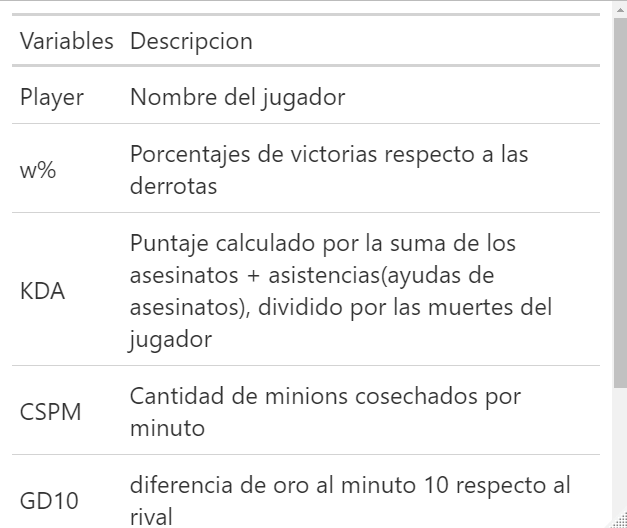 Variables Descripcion
Player Nombre del jugador
w% Porcentajes de victorias respecto a las
derrotas
KDA Puntaje calculado por la suma de los
asesinatos + asistencias(ayudas de
asesinatos), dividido por las muertes del
jugador
CSPM Cantidad de minions cosechados por
minuto
GD10 diferencia de oro al minuto 10 respecto al
rival